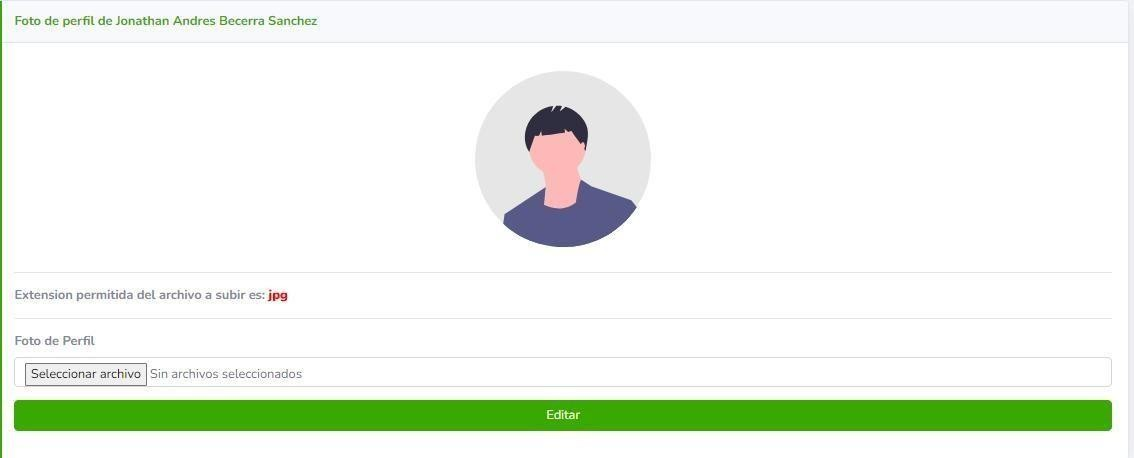 Foto de perfil de Jonathan Andres Becerra Sanchez
Extension permitida del archivo a subir es: jpg
Foto de Perfil
Seleccionar archivo Sin archivos seleccionados
Editar